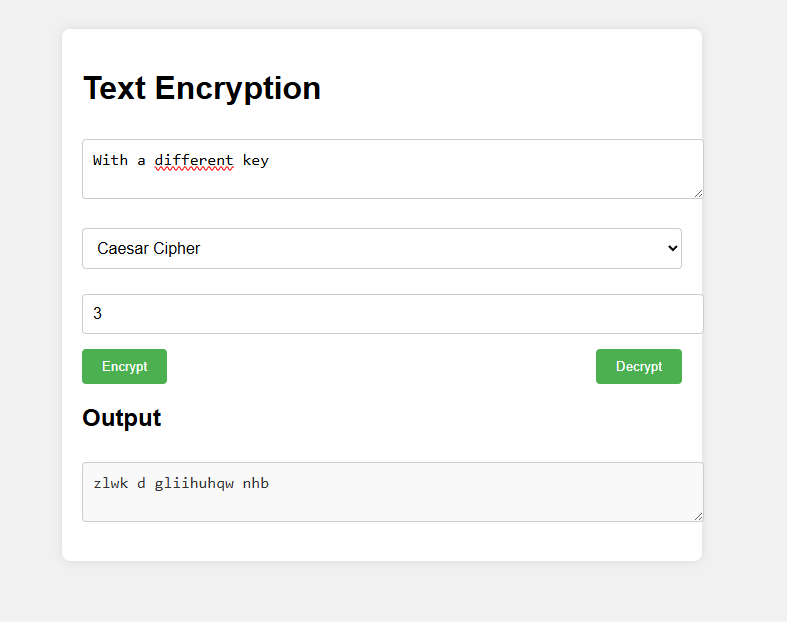 Text Encryption
With a different key
Caesar Cipher
3
Encrypt Decrypt
Output
zlwk d gliihuhqw nhb